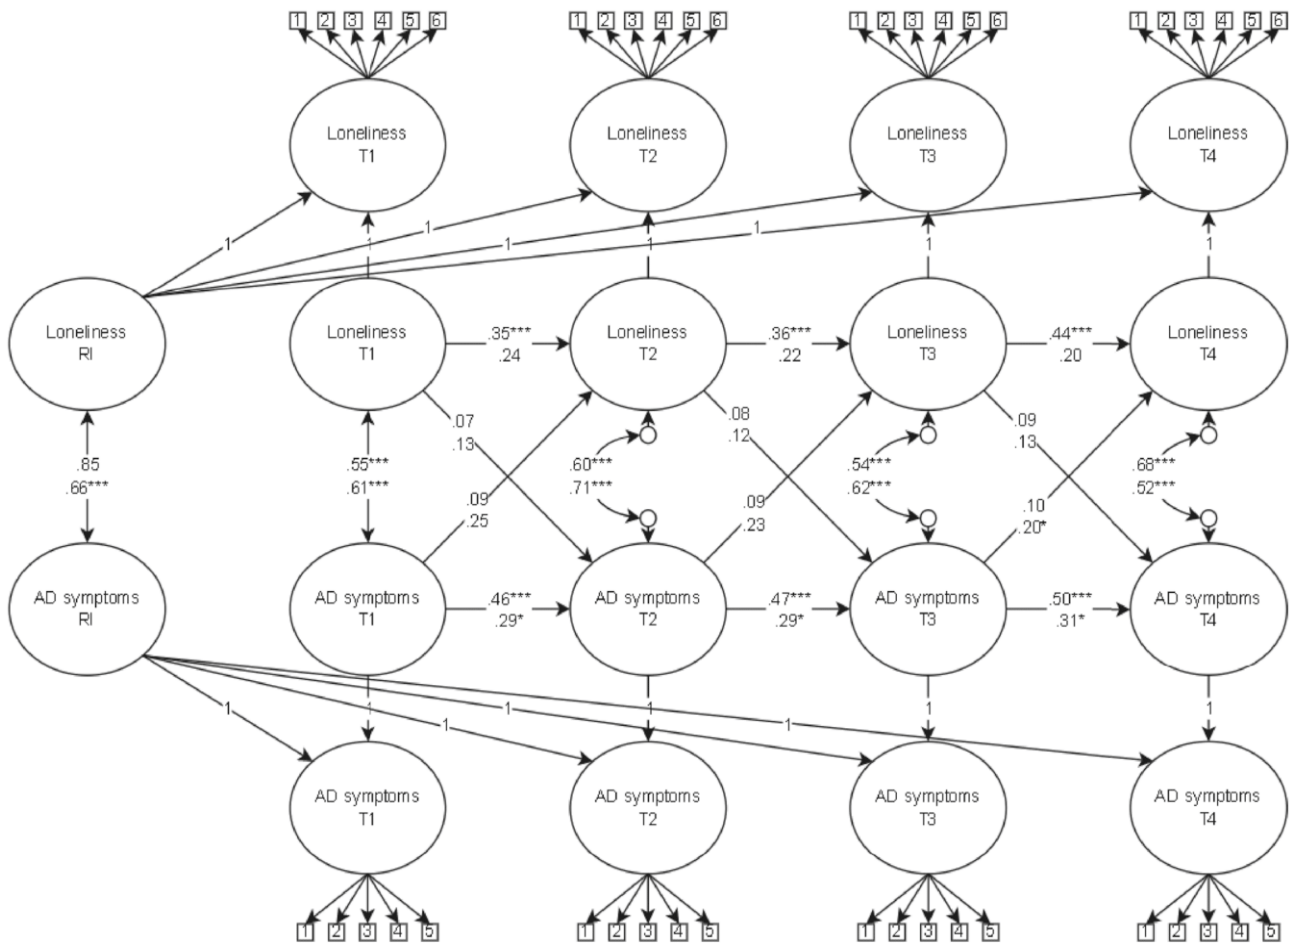 1 2 3 4 5 6 1 2 3 4 5 6 1 2 3 4 5 6 1 2 3 4 5 6
Loneliness Loneliness Loneliness Loneliness
T1 T2 T3 T4
1 1 1 1
1 1 1 1
Loneliness Loneliness Loneliness Loneliness Loneliness
RI T1 T2 T3 T4
.35*** .36*** .44***
.24 .22 .20
.07 .08 .09
.13 .12 .13
.85 .55*** .60*** .54*** .68***
.66*** .61*** .71*** .62*** .52***
.09 .09 .10
.25 .23 .20*
AD symptoms AD symptoms AD symptoms AD symptoms AD symptoms
RI T1 T2 T3 T4
.46*** .47*** .50***
.29* .29* .31*
1 1 1 1
1 1 1 1
AD symptoms AD symptoms AD symptoms AD symptoms
T1 T2 T3 T4
1 2 3 4 5 1 2 3 4 5 1 2 3 4 5 1 2 3 4 5